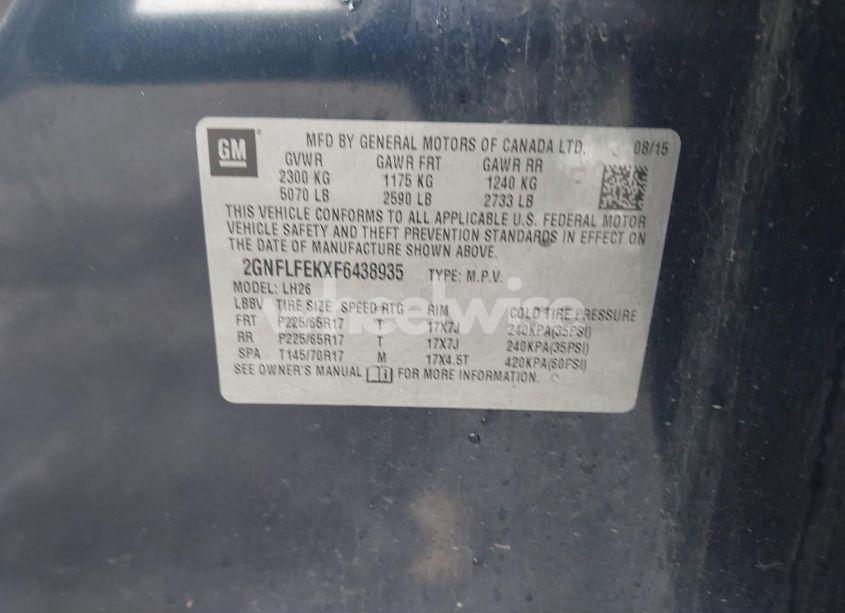 GM
MFD BY GENERAL MOTORS OF CANADA LTD. 08/15
GVWR GAWR FRT GAWR RR
2300 KG 1175 KG 1240 KG
5070 LB 2590 LB 2733 LB
THIS VEHICLE CONFORMS TO ALL APPLICABLE U.S. FEDERAL MOTOR
VEHICLE SAFETY AND THEFT PREVENTION STANDARDS IN EFFECT ON
THE DATE OF MANUFACTURE SHOWN ABOVE.
2GNFLFEKXF6438935 TYPE: M.P.V.
MODEL: LH26
LBBV TIRE SIZE SPEED RTG RIM COLD TIRE PRESSURE
FRT P225/65R17 T 17X7J 240KPA(35PSI)
RR P225/65R17 T 17X7J 240KPA(35PSI)
SPA T145/70R17 M 17X4.5T 420KPA(60PSI)
SEE OWNER'S MANUAL FOR MORE INFORMATION.
wheelwise